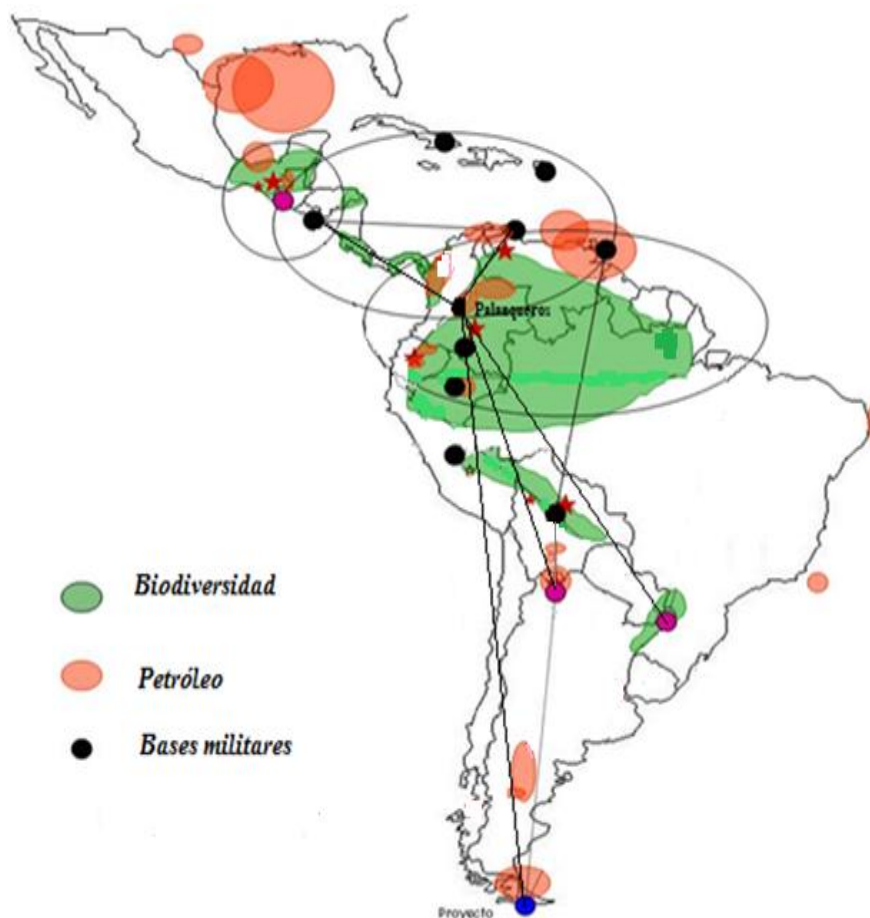 Palanqueros
Biodiversidad
Petróleo
Bases militares
Proyecto